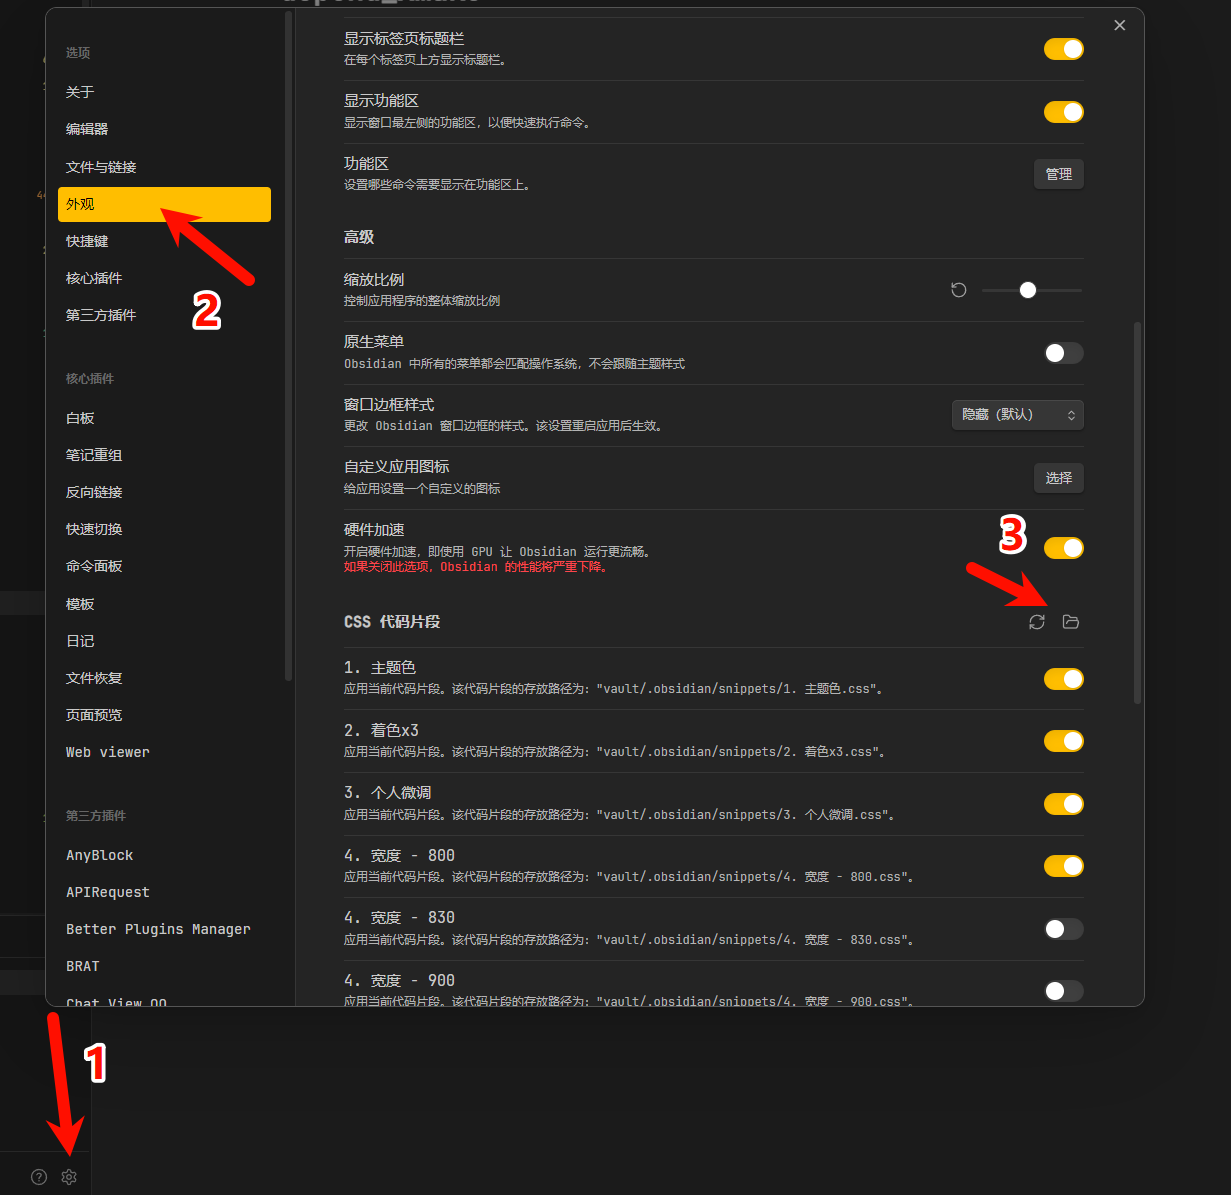 选项
关于
编辑器
文件与链接
外观
快捷键
核心插件
第三方插件
2
核心插件
白板
笔记重组
反向链接
快速切换
命令面板
模板
日记
文件恢复
页面预览
Web viewer
第三方插件
AnyBlock
APIRequest
Better Plugins Manager
BRAT
Chat View QQ
1
显示标签页标题栏
在每个标签页上方显示标题栏。
显示功能区
显示窗口最左侧的功能区，以便快速执行命令。
功能区
设置哪些命令需要显示在功能区上。
管理
高级
缩放比例
控制应用程序的整体缩放比例
原生菜单
Obsidian 中所有的菜单都会匹配操作系统，不会跟随主题样式
窗口边框样式
更改 Obsidian 窗口边框的样式。该设置重启应用后生效。
隐藏（默认）
自定义应用图标
给应用设置一个自定义的图标
选择
硬件加速
开启硬件加速，即使用 GPU 让 Obsidian 运行更流畅。
如果关闭此选项，Obsidian 的性能将严重下降。
3
CSS 代码片段
1. 主题色
应用当前代码片段。该代码片段的存放路径为："vault/.obsidian/snippets/1. 主题色.css"。
2. 着色x3
应用当前代码片段。该代码片段的存放路径为："vault/.obsidian/snippets/2. 着色x3.css"。
3. 个人微调
应用当前代码片段。该代码片段的存放路径为："vault/.obsidian/snippets/3. 个人微调.css"。
4. 宽度 - 800
应用当前代码片段。该代码片段的存放路径为："vault/.obsidian/snippets/4. 宽度 - 800.css"。
4. 宽度 - 830
应用当前代码片段。该代码片段的存放路径为："vault/.obsidian/snippets/4. 宽度 - 830.css"。
4. 宽度 - 900
应用当前代码片段。该代码片段的存放路径为："vault/.obsidian/snippets/4. 宽度 - 900.css"。